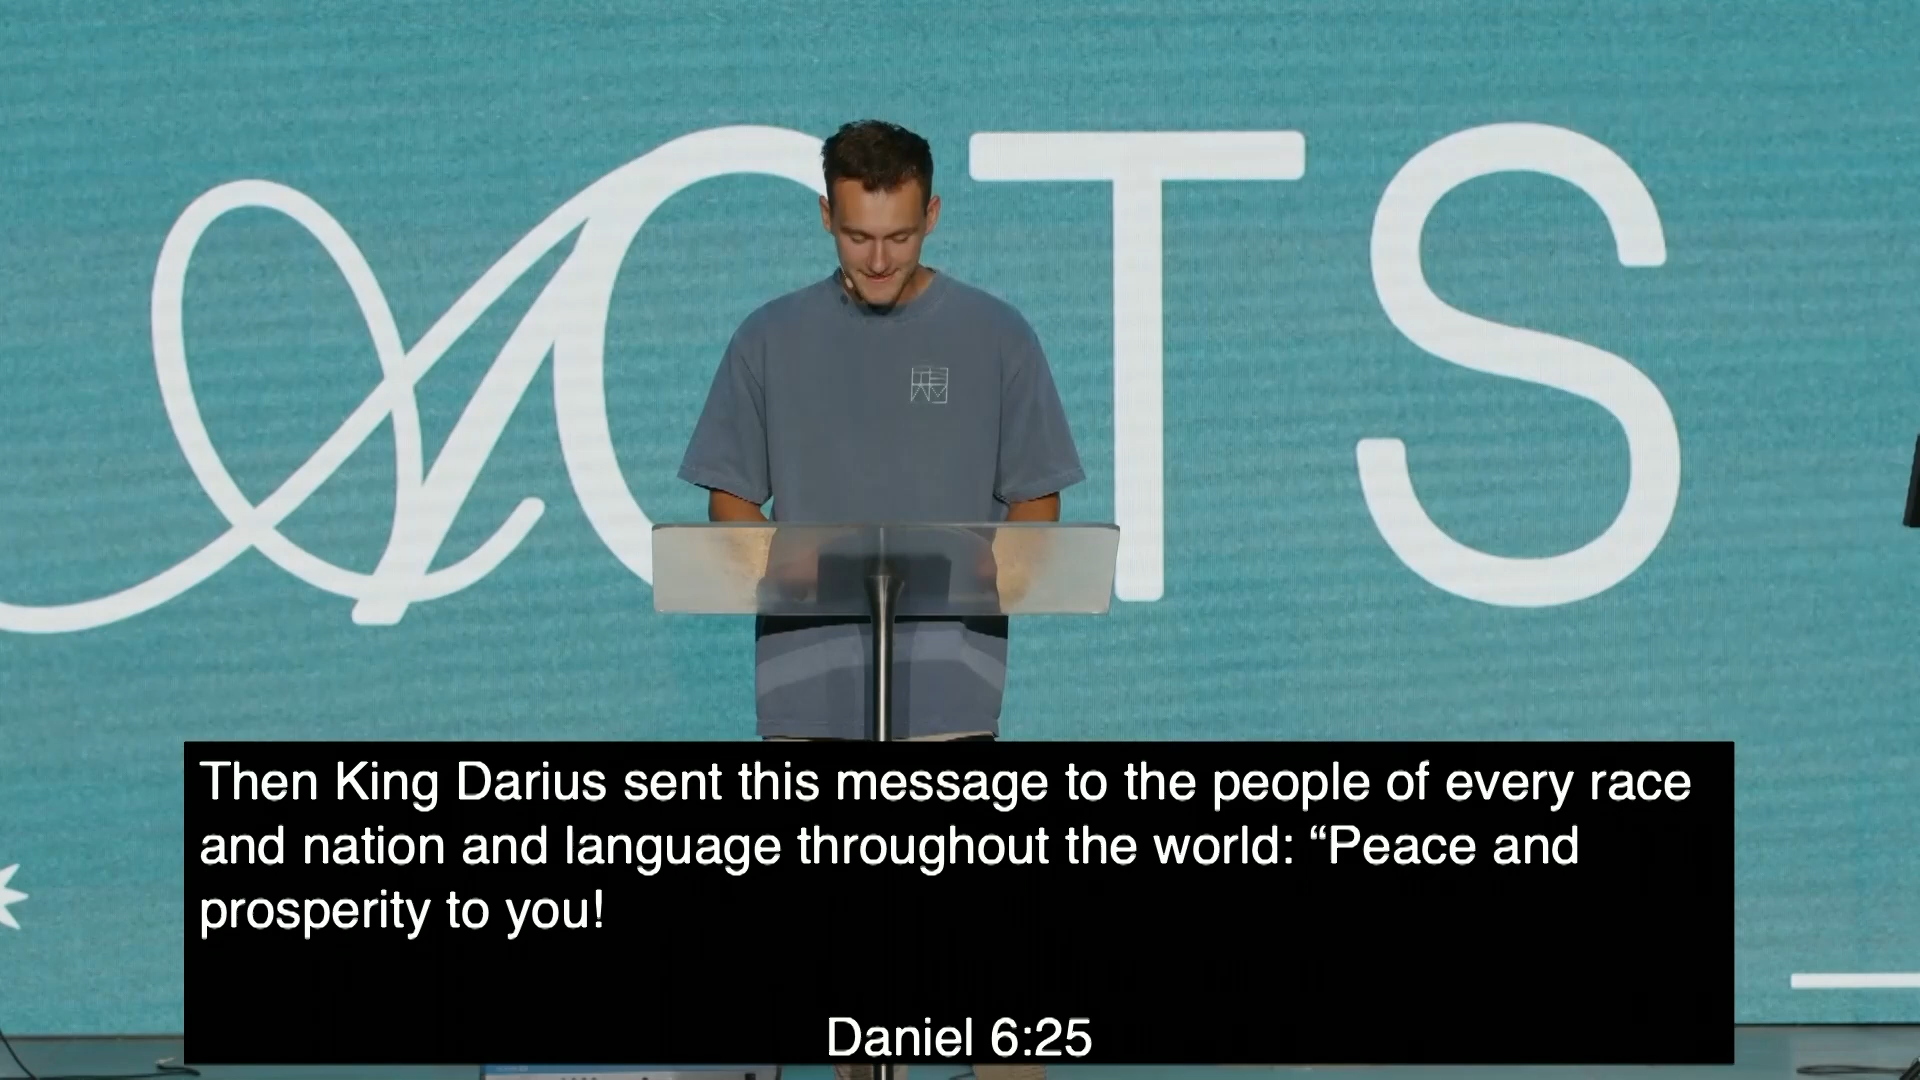 ACTS
Then King Darius sent this message to the people of every race
and nation and language throughout the world: “Peace and
prosperity to you!
Daniel 6:25